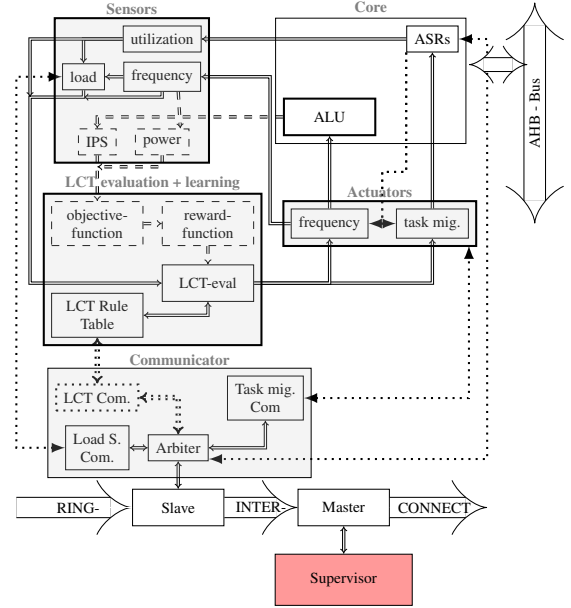 Sensors
Core
utilization
ASRs
load
frequency
AHB - Bus
ALU
IPS
power
LCT evaluation + learning
Actuators
objective-
function
reward-
function
frequency
task mig.
LCT-eval
LCT Rule
Table
Communicator
LCT Com.
Task mig.
Com
Load S.
Com.
Arbiter
RING-
Slave
INTER-
Master
CONNECT
Supervisor